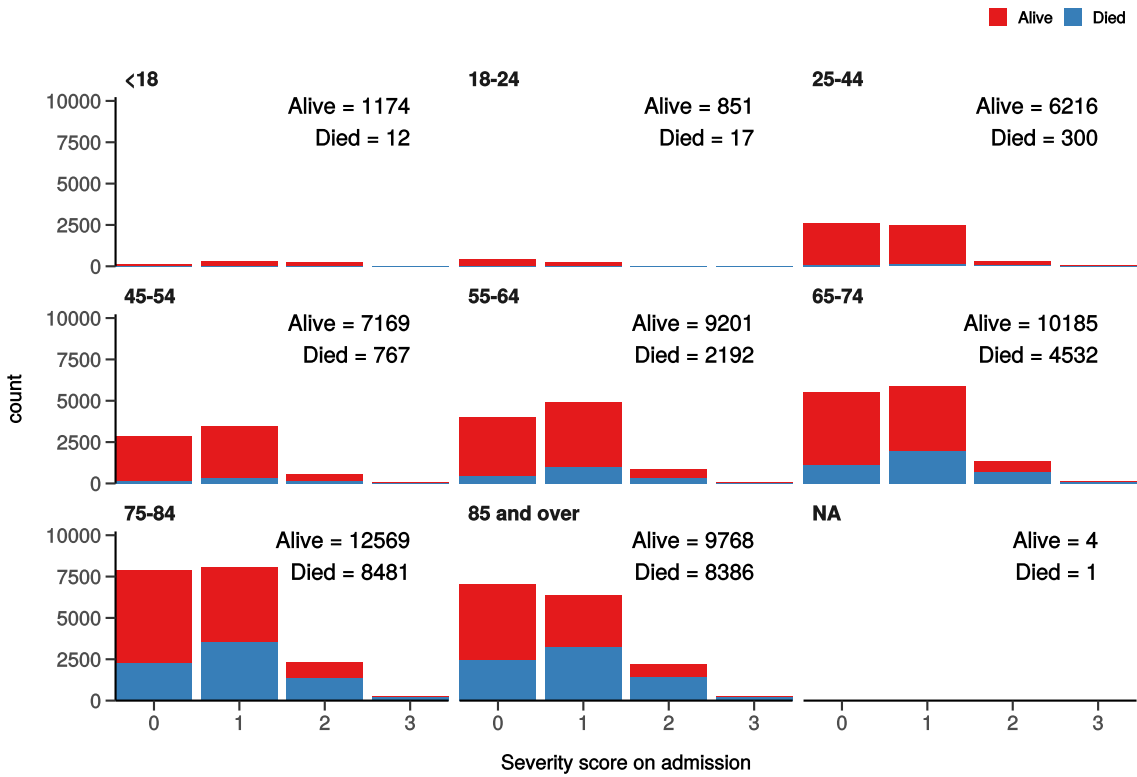 Alive Died
<18 18-24 25-44
10000 Alive = 1174 Alive = 851 Alive = 6216
7500 Died = 12 Died = 17 Died = 300
5000
2500
0
45-54 55-64 65-74
10000 Alive = 7169 Alive = 9201 Alive = 10185
7500 Died = 767 Died = 2192 Died = 4532
5000
2500
0
count
75-84 85 and over NA
10000 Alive = 12569 Alive = 9768 Alive = 4
7500 Died = 8481 Died = 8386 Died = 1
5000
2500
0
0 1 2 3 0 1 2 3 0 1 2 3
Severity score on admission